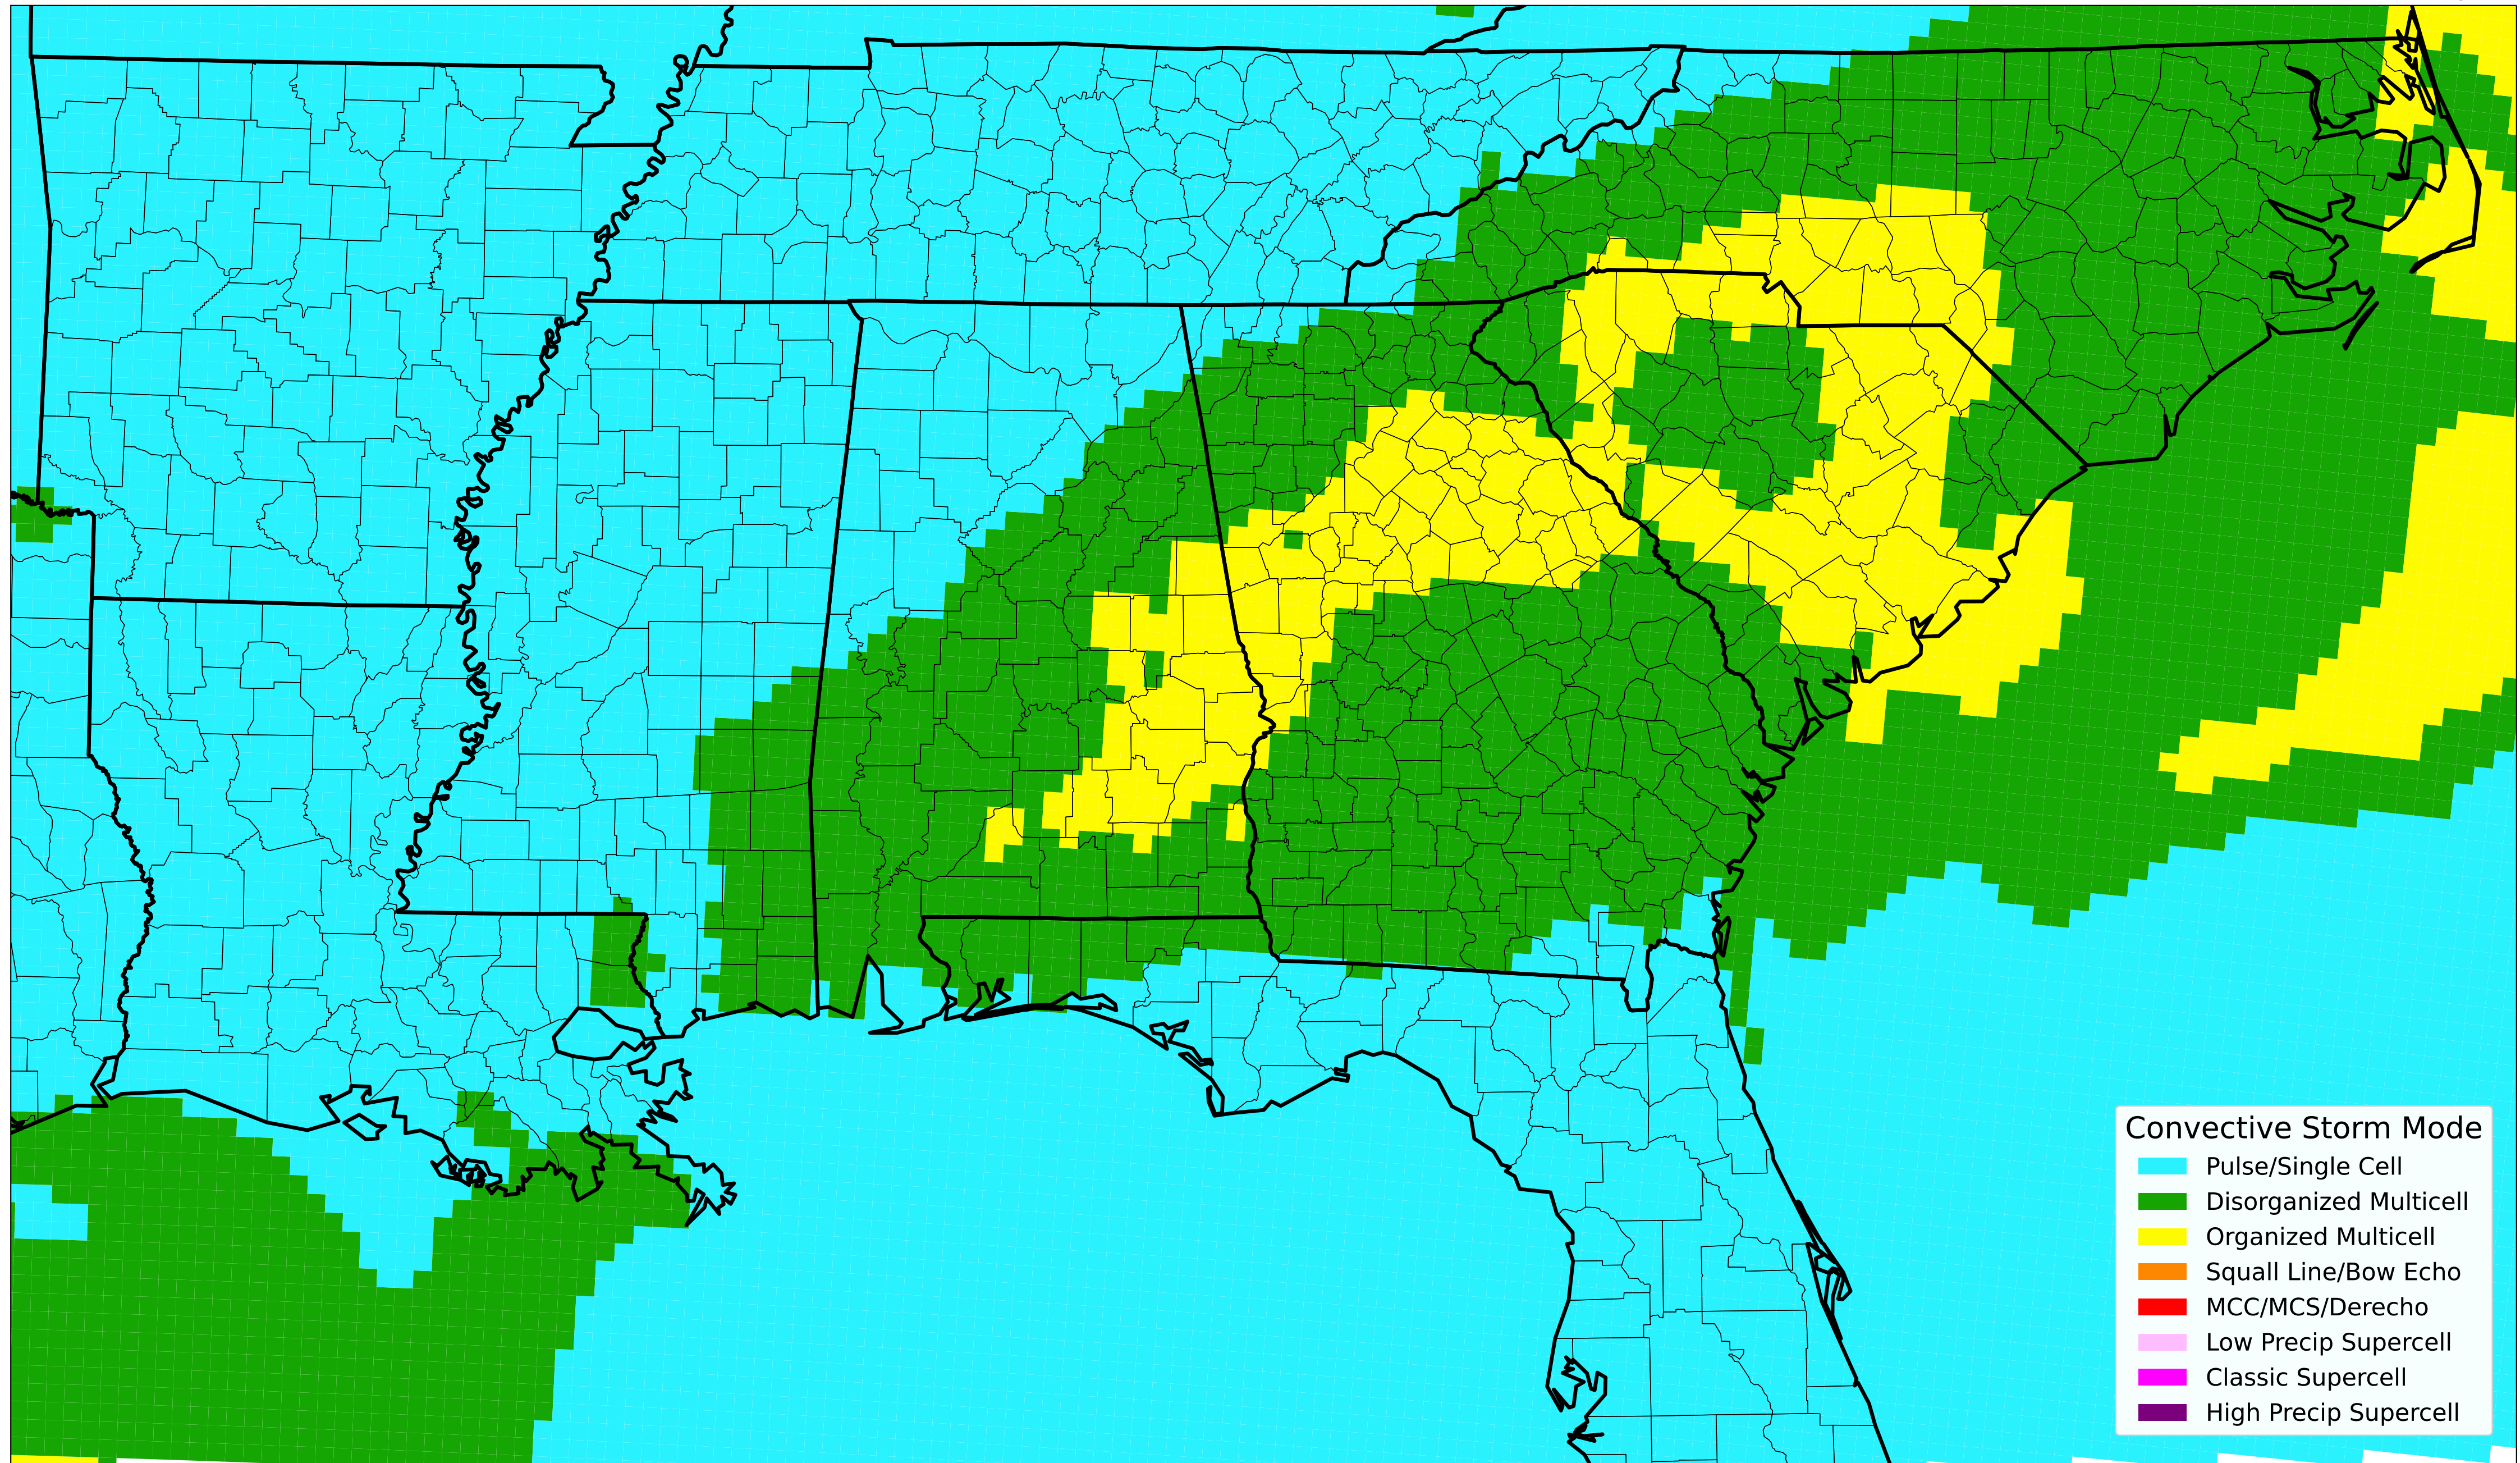 Convective Storm Mode
Pulse/Single Cell
Disorganized Multicell
Organized Multicell
Squall Line/Bow Echo
MCC/MCS/Derecho
Low Precip Supercell
Classic Supercell
High Precip Supercell